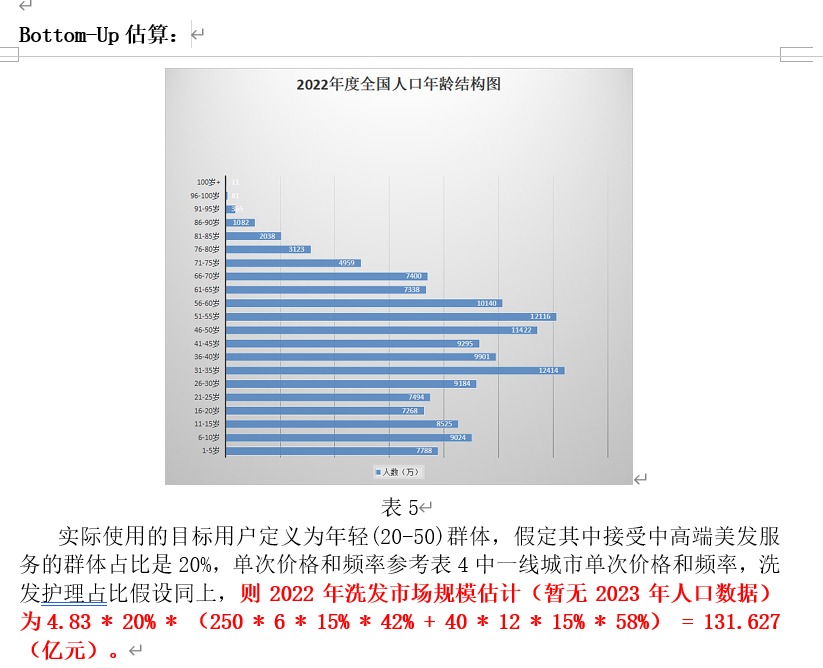 Bottom-Up 估算：
2022年度全国人口年龄结构图
100岁+ 11
96-100岁
91-95岁
86-90岁 1082
81-85岁 2038
76-80岁 3123
71-75岁 4959
66-70岁 7400
61-65岁 7338
56-60岁 10140
51-55岁 12116
46-50岁 11422
41-45岁 9295
36-40岁 9901
31-35岁 12414
26-30岁 9184
21-25岁 7494
16-20岁 7268
11-15岁 8525
6-10岁 9024
1-5岁 7788
人数（万）
表 5
实际使用的目标用户定义为年轻(20-50)群体，假定其中接受中高端美发服
务的群体占比是 20%，单次价格和频率参考表 4 中一线城市单次价格和频率，洗
发护理占比假设同上，则 2022 年洗发市场规模估计（暂无 2023 年人口数据）
为 4.83 * 20% * （250 * 6 * 15% * 42% + 40 * 12 * 15% * 58%） = 131.627
（亿元）。